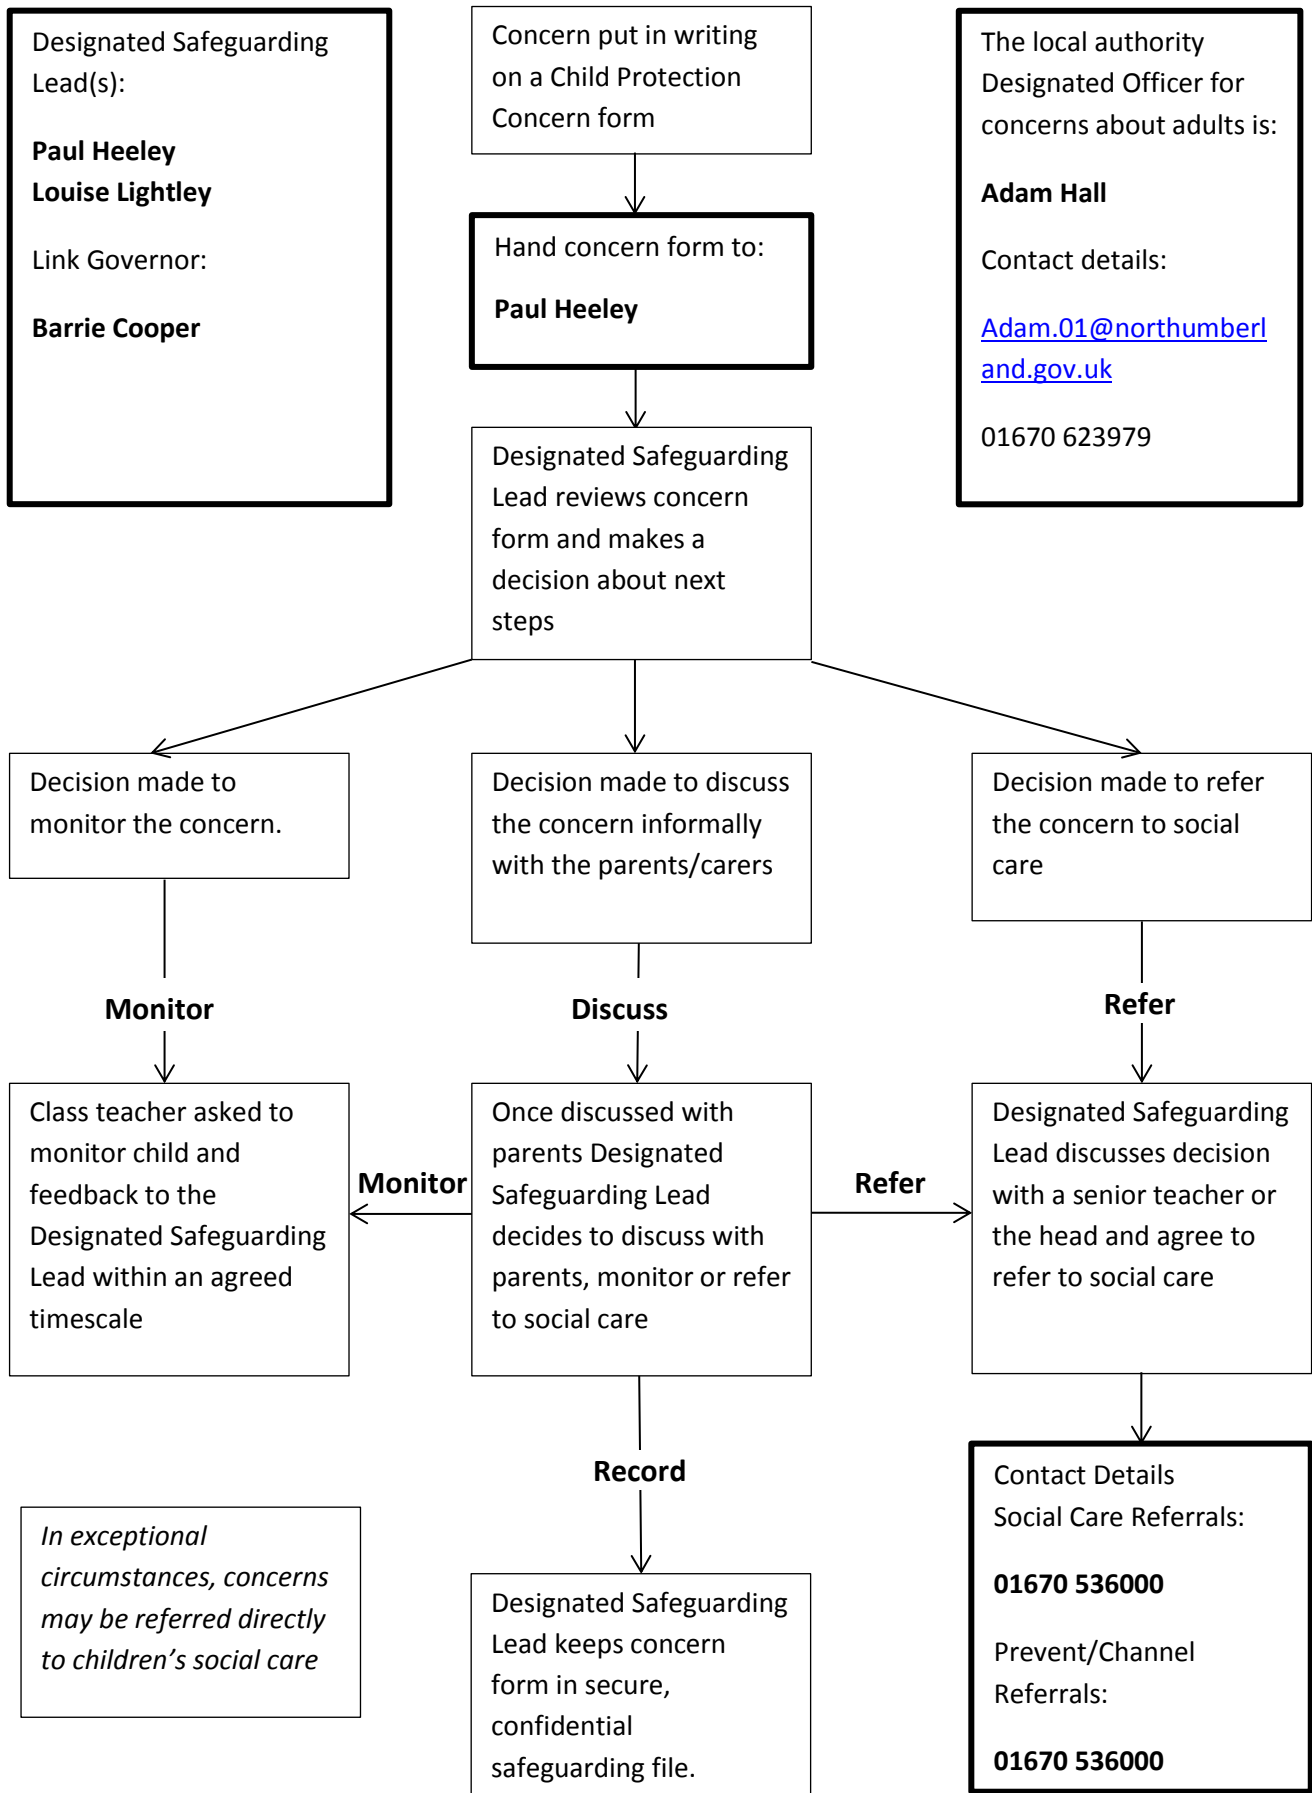 Designated Safeguarding
Lead(s):
Paul Heeley
Louise Lightley
Link Governor:
Barrie Cooper
Concern put in writing
on a Child Protection
Concern form
The local authority
Designated Officer for
concerns about adults is:
Adam Hall
Contact details:
Adam.01@northumberl
and.gov.uk
01670 623979
Hand concern form to:
Paul Heeley
Designated Safeguarding
Lead reviews concern
form and makes a
decision about next
steps
Decision made to
monitor the concern.
Decision made to discuss
the concern informally
with the parents/carers
Decision made to refer
the concern to social
care
Monitor
Discuss
Refer
Class teacher asked to
monitor child and
feedback to the
Designated Safeguarding
Lead within an agreed
timescale
Monitor
Once discussed with
parents Designated
Safeguarding Lead
decides to discuss with
parents, monitor or refer
to social care
Refer
Designated Safeguarding
Lead discusses decision
with a senior teacher or
the head and agree to
refer to social care
Record
In exceptional
circumstances, concerns
may be referred directly
to children’s social care
Designated Safeguarding
Lead keeps concern
form in secure,
confidential
safeguarding file.
Contact Details
Social Care Referrals:
01670 536000
Prevent/Channel
Referrals:
01670 536000